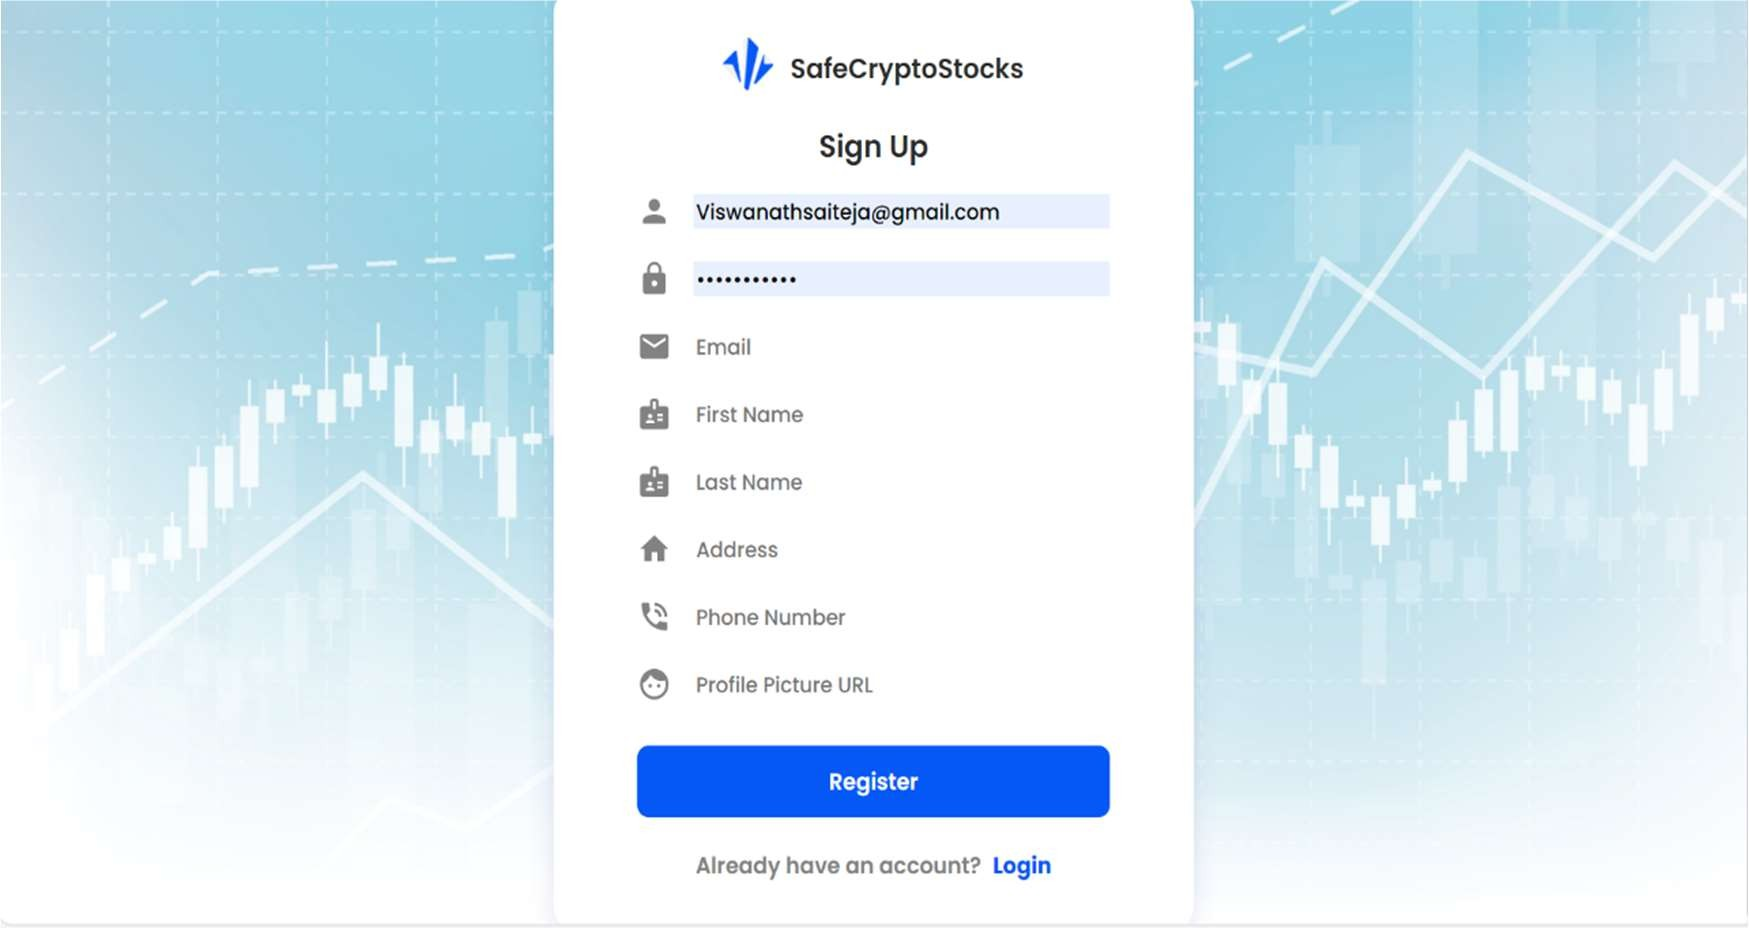 SafeCryptoStocks
Sign Up
Viswanathsaiteja@gmail.com
•••••••••••
Email
First Name
Last Name
Address
Phone Number
Profile Picture URL
Register
Already have an account? Login